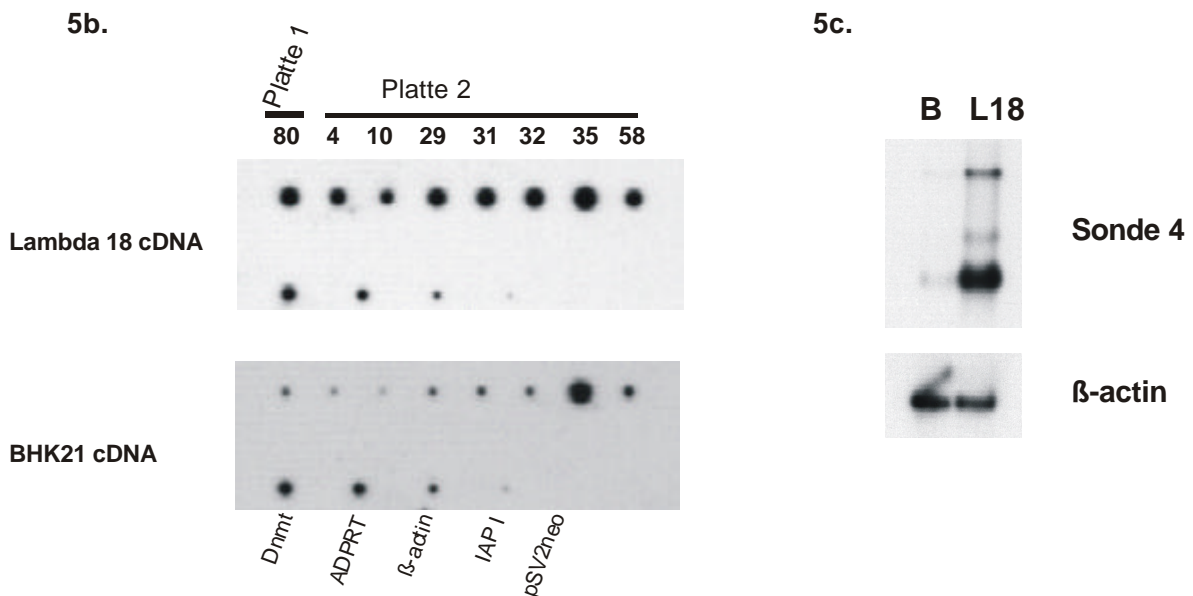 5b.
Platte 1
Platte 2
80 4 10 29 31 32 35 58
Lambda 18 cDNA
BHK21 cDNA
Dnmt
ADPRT
ß-actin
IAP I
pSV2neo
5c.
B L18
Sonde 4
ß-actin